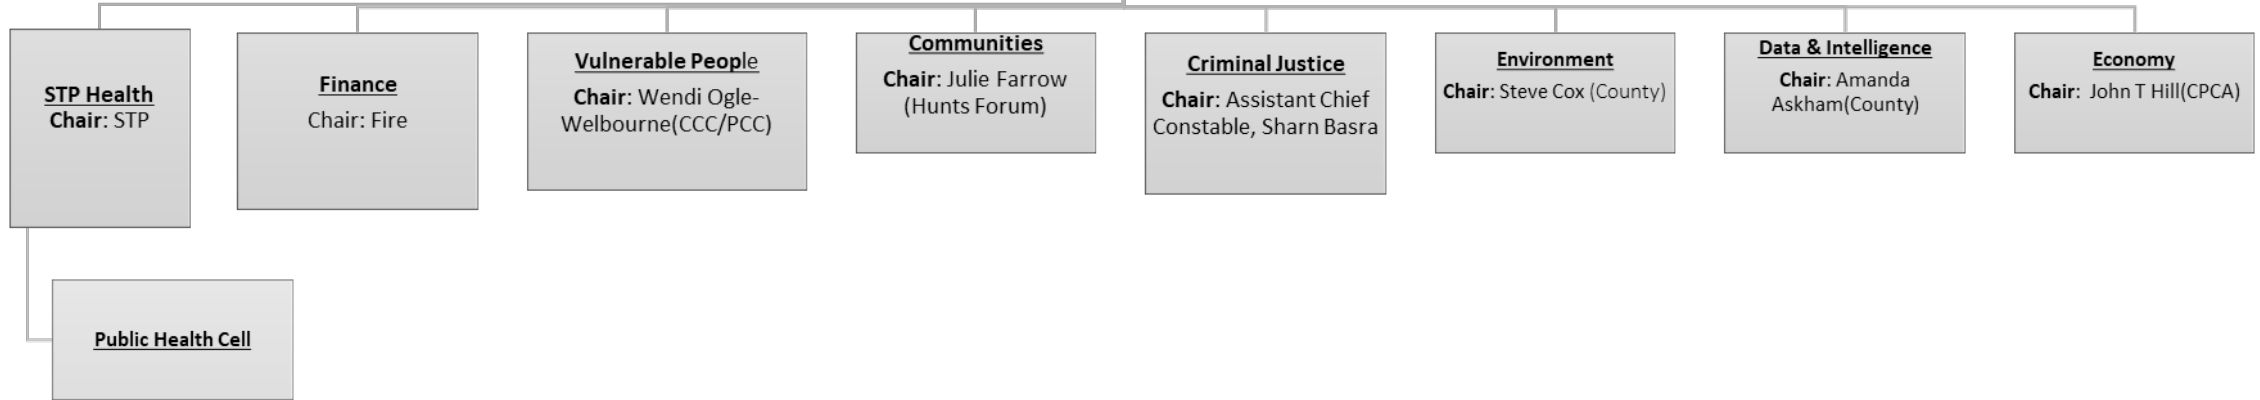 STP Health
Chair: STP
Finance
Chair: Fire
Vulnerable People
Chair: Wendi Ogle-
Welbourne(CCC/PCC)
Communities
Chair: Julie Farrow
(Hunts Forum)
Criminal Justice
Chair: Assistant Chief
Constable, Sharn Basra
Environment
Chair: Steve Cox (County)
Data & Intelligence
Chair: Amanda
Askham(County)
Economy
Chair:  John T Hill(CPCA)
Public Health Cell